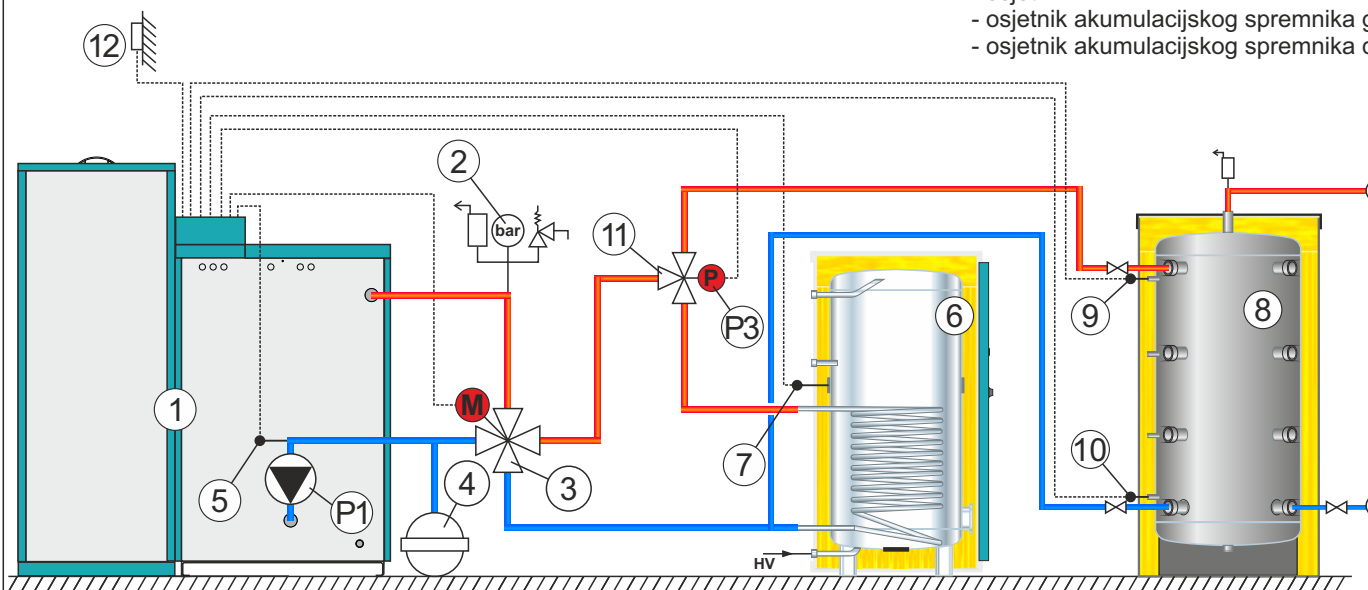 - osjetnik akumulacijskog spremnika g
- osjetnik akumulacijskog spremnika d
12
2
bar
11
P
P3
6
9
8
1
M
7
10
5
P1
4
3
HV